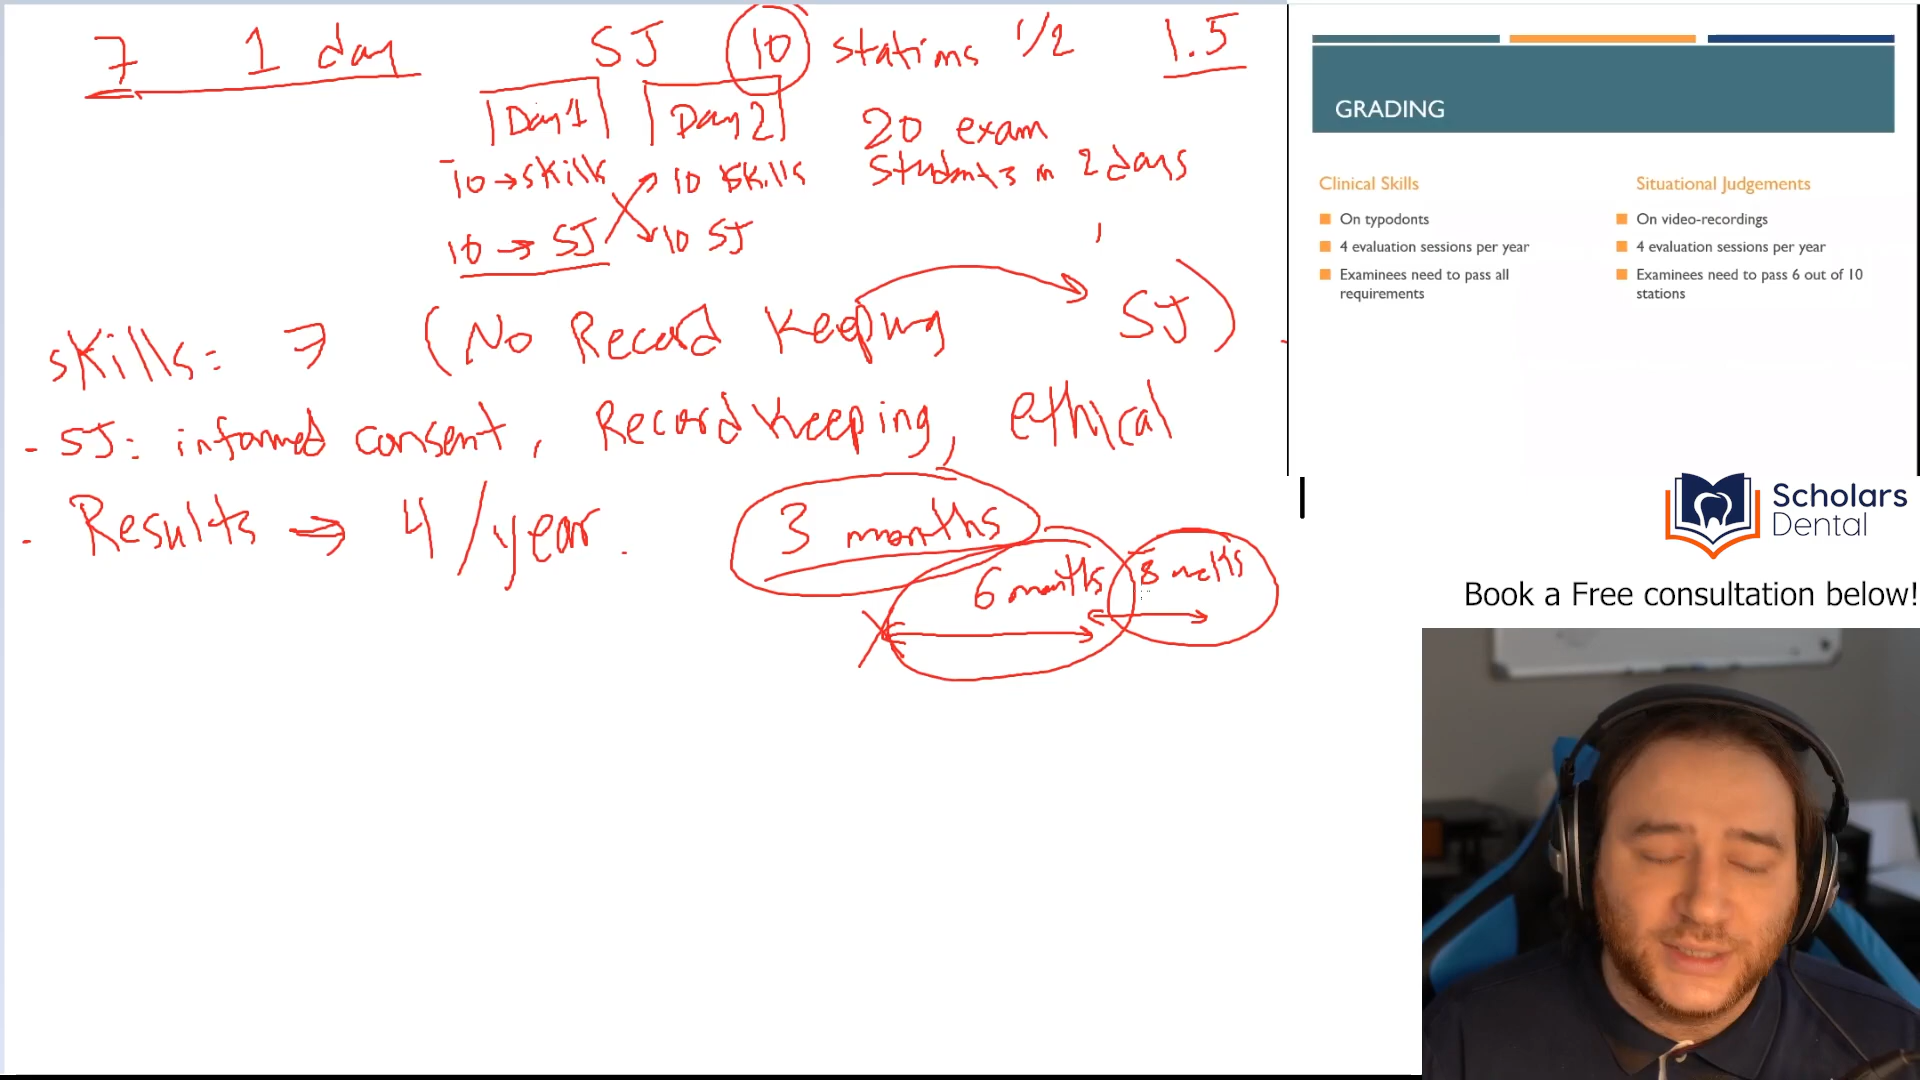 7 1 day SJ 10 stations 1/2 1.5
Day 1 Day 2 20 exam
10 → skills 10 skills students in 2 days
10 → SJ 10 SJ
skills: 7 (No Record Keeping SJ)
- SJ: informed consent, Record Keeping, ethical
- Results → 4/year. 3 months
6 months 8 weeks
GRADING
Clinical Skills
On typodonts
4 evaluation sessions per year
Examinees need to pass all
requirements
Situational Judgements
On video-recordings
4 evaluation sessions per year
Examinees need to pass 6 out of 10
stations
Scholars
Dental
Book a Free consultation below!